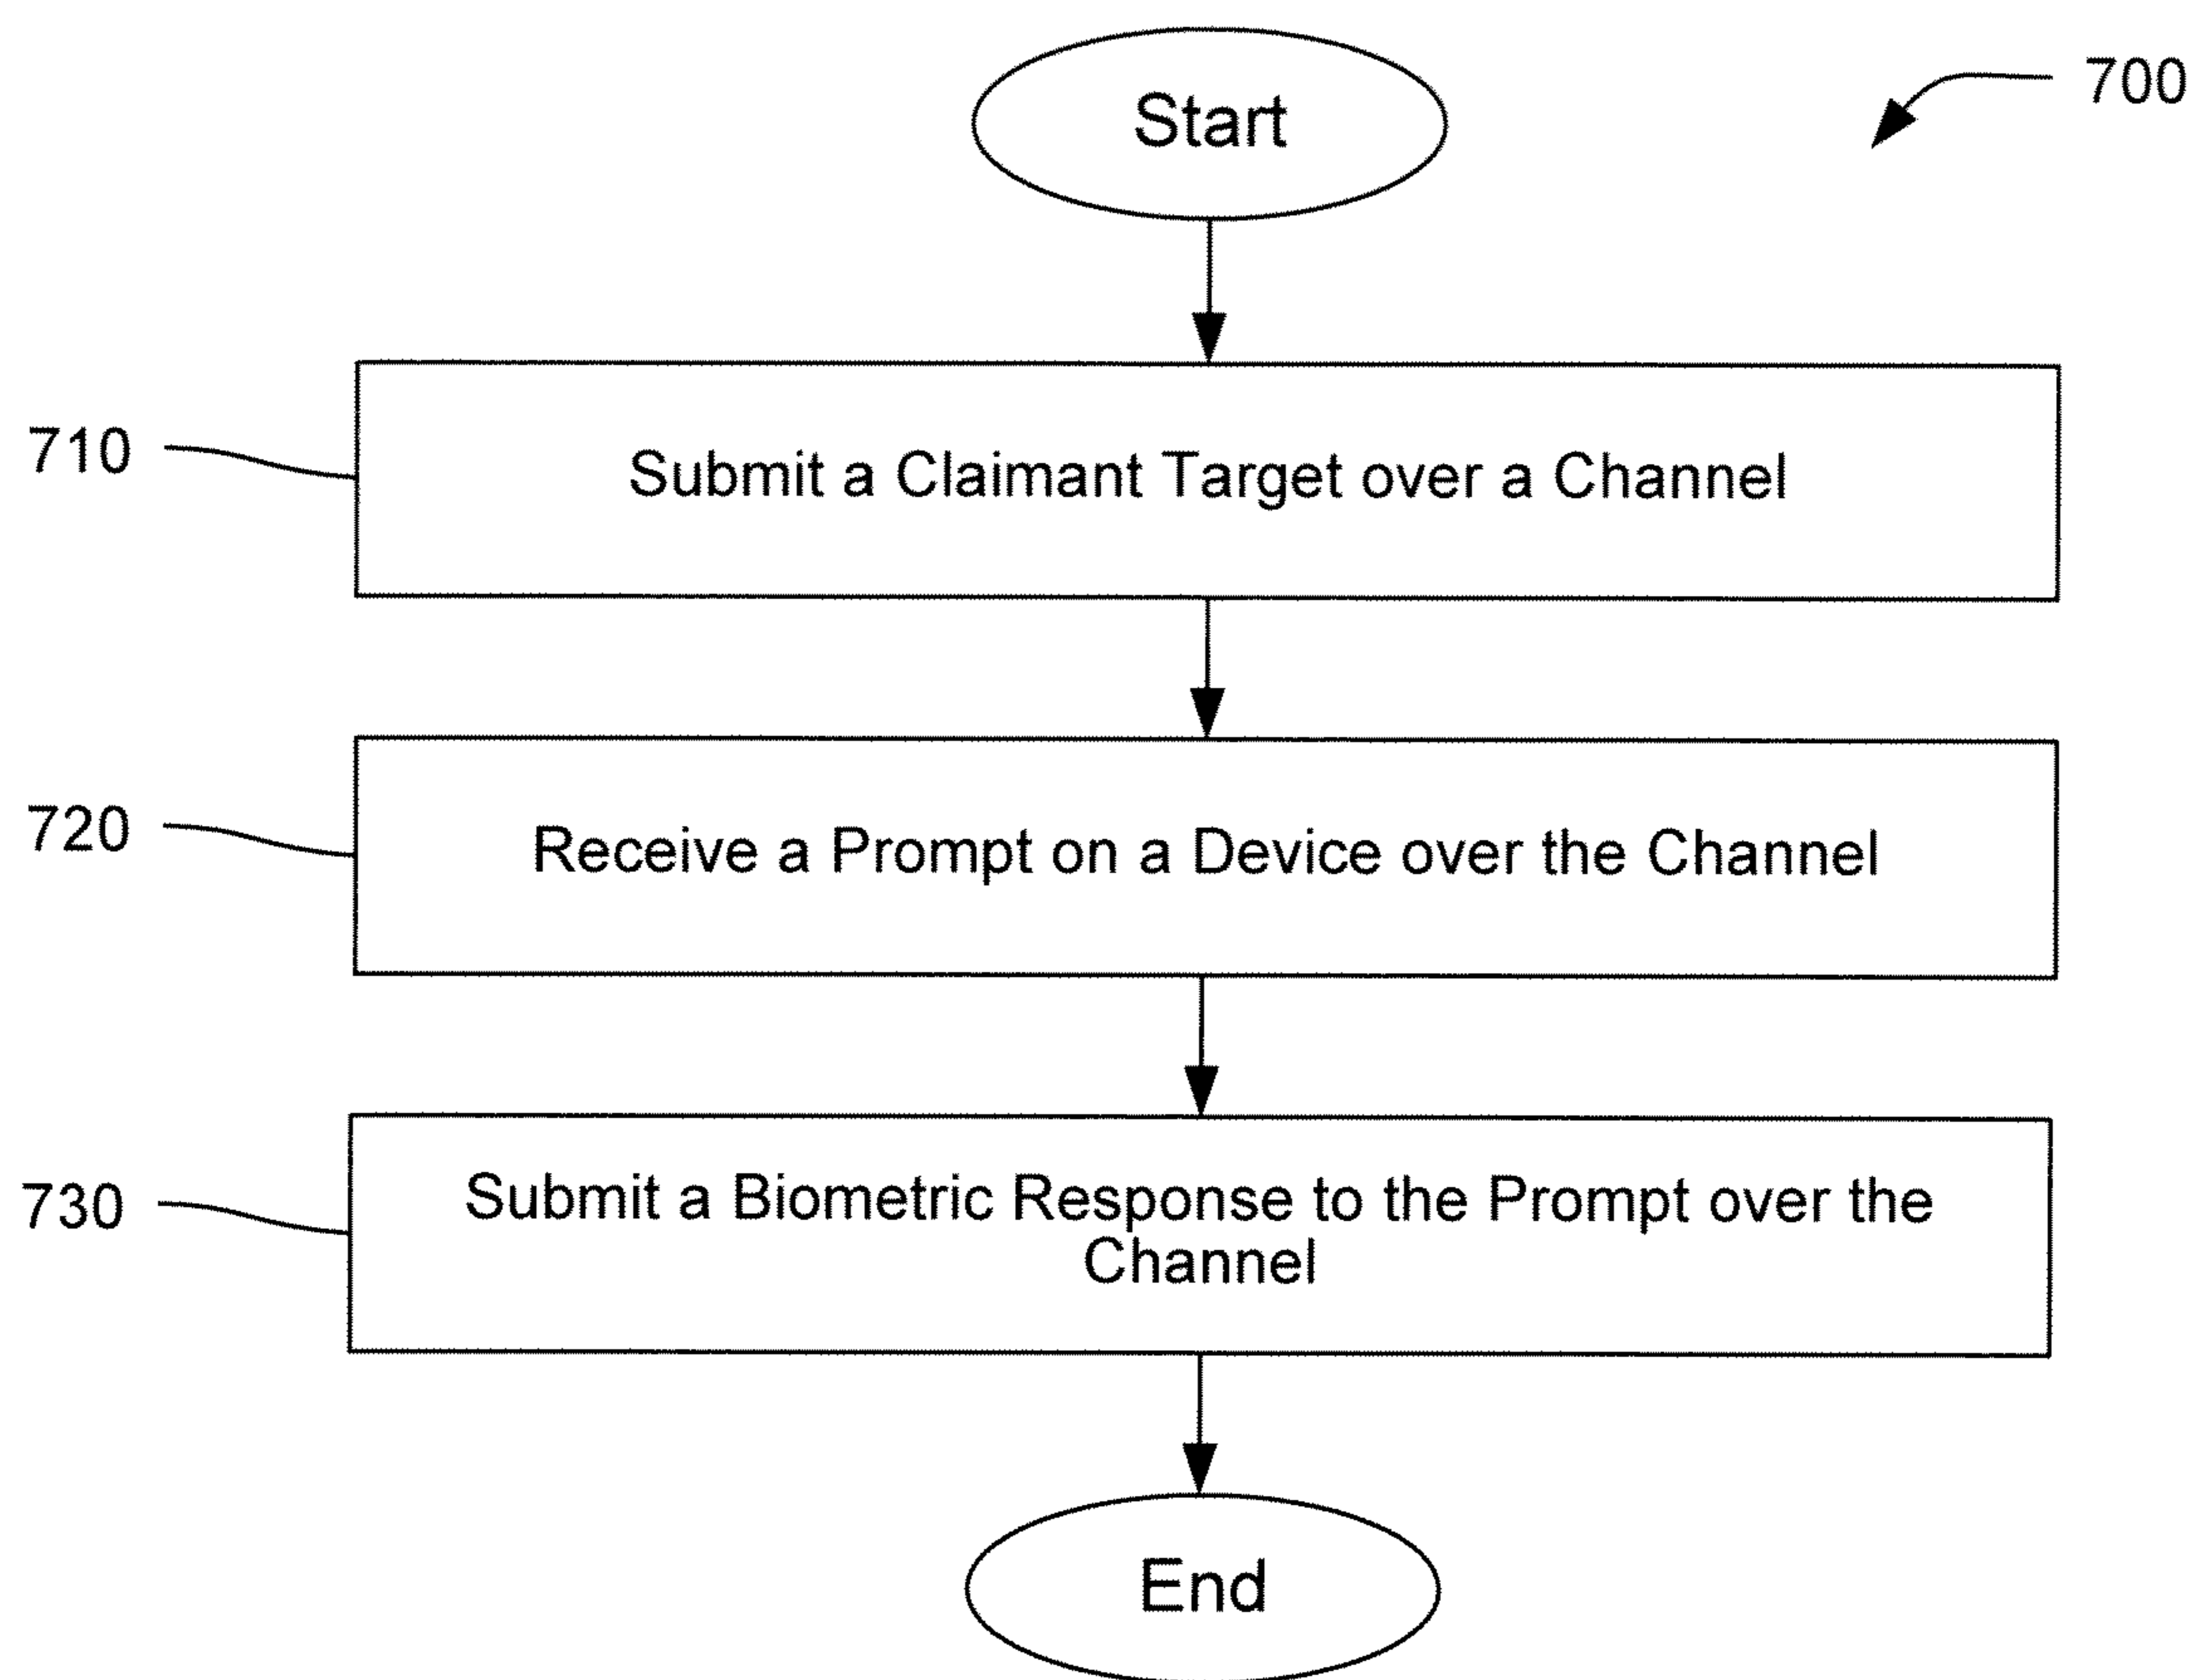 Start
700
710
Submit a Claimant Target over a Channel
720
Receive a Prompt on a Device over the Channel
730
Submit a Biometric Response to the Prompt over the
Channel
End